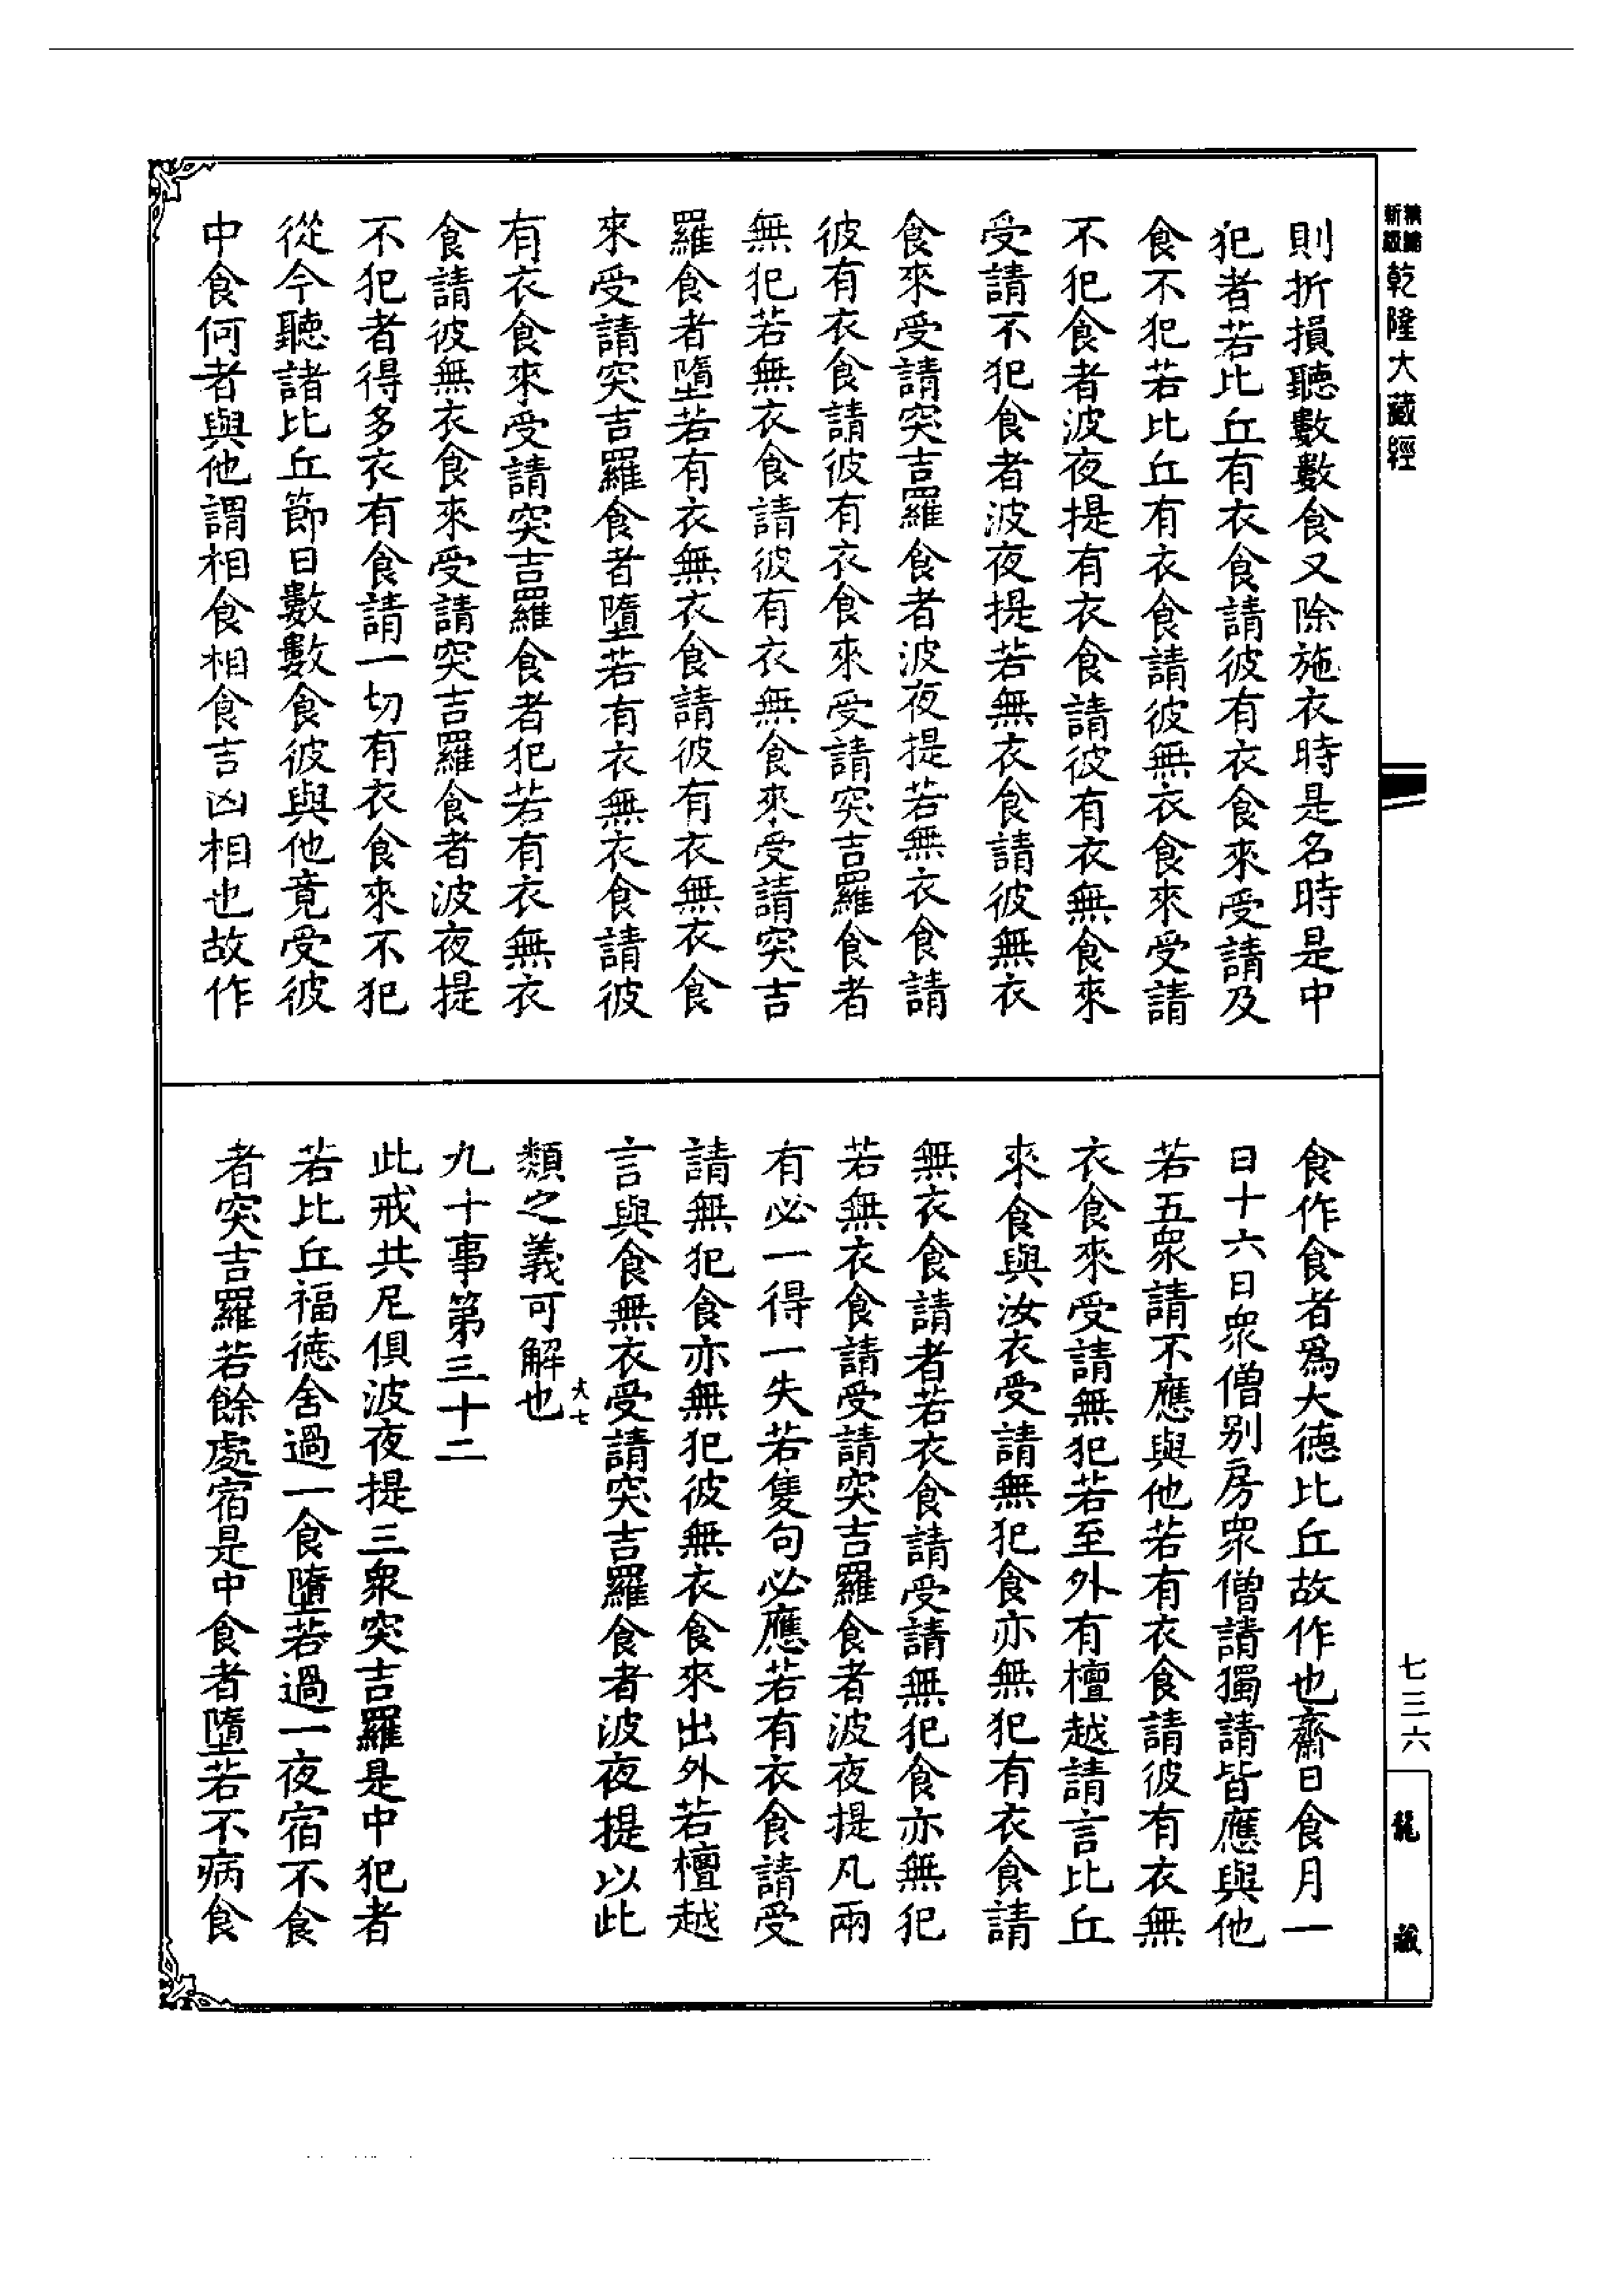 乾隆大藏經
則折損聽數數食又除施衣時是名時是中
犯者若比丘有衣食請彼有衣食來受請及
食不犯若比丘有衣食請彼無衣食來受請
不犯食者波夜提有衣食請彼有衣無食來
受請不犯食者波夜提若無衣食請彼無衣
食來受請突吉羅食者波夜提若無衣食請
彼有衣食請彼有衣食來受請突吉羅食者
無犯若無衣食請彼有衣無食來受請突吉
羅食者墮若有衣無衣食請彼有衣無衣食
來受請突吉羅食者墮若有衣無衣食請彼
有衣食來受請突吉羅食者犯若有衣無衣
食請彼無衣食來受請突吉羅食者波夜提
不犯者得多衣有食請一切有衣食來不犯
從今聽諸比丘節日數數食彼與他竟受彼
中食何者與他謂相食相食吉凶相也故作
食作食者為大德比丘故作也齋日食月一
日十六日眾僧別房眾僧請獨請皆應與他
若五眾請不應與他若有衣食請彼有衣無
衣食來受請無犯若至外有檀越請言比丘
來食與汝衣受請無犯食亦無犯有衣食請
無衣食請者若衣食請受請無犯食亦無犯
若無衣食請受請突吉羅食者波夜提凡兩
有必一得一失若隻句必應若有衣食請受
請無犯食亦無犯彼無衣食來出外若檀越
言與食無衣受請突吉羅食者波夜提以此
類之義可解也
大七
九十事第三十二
此戒共尼俱波夜提三眾突吉羅是中犯者
若比丘福德舍過一食墮若過一夜宿不食
者突吉羅若餘處宿是中食者墮若不病食
七三六
龍藏